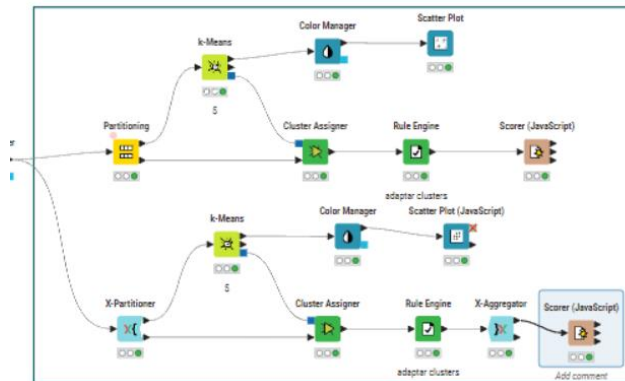 Color Manager
Scatter Plot
k-Means
5
Partitioning
Cluster Assigner
Rule Engine
Scorer (JavaScript)
adaptar clusters
k-Means
Color Manager
Scatter Plot (JavaScript)
5
X-Partitioner
Cluster Assigner
Rule Engine
X-Aggregator
Scorer (JavaScript)
adaptar clusters
Add comment